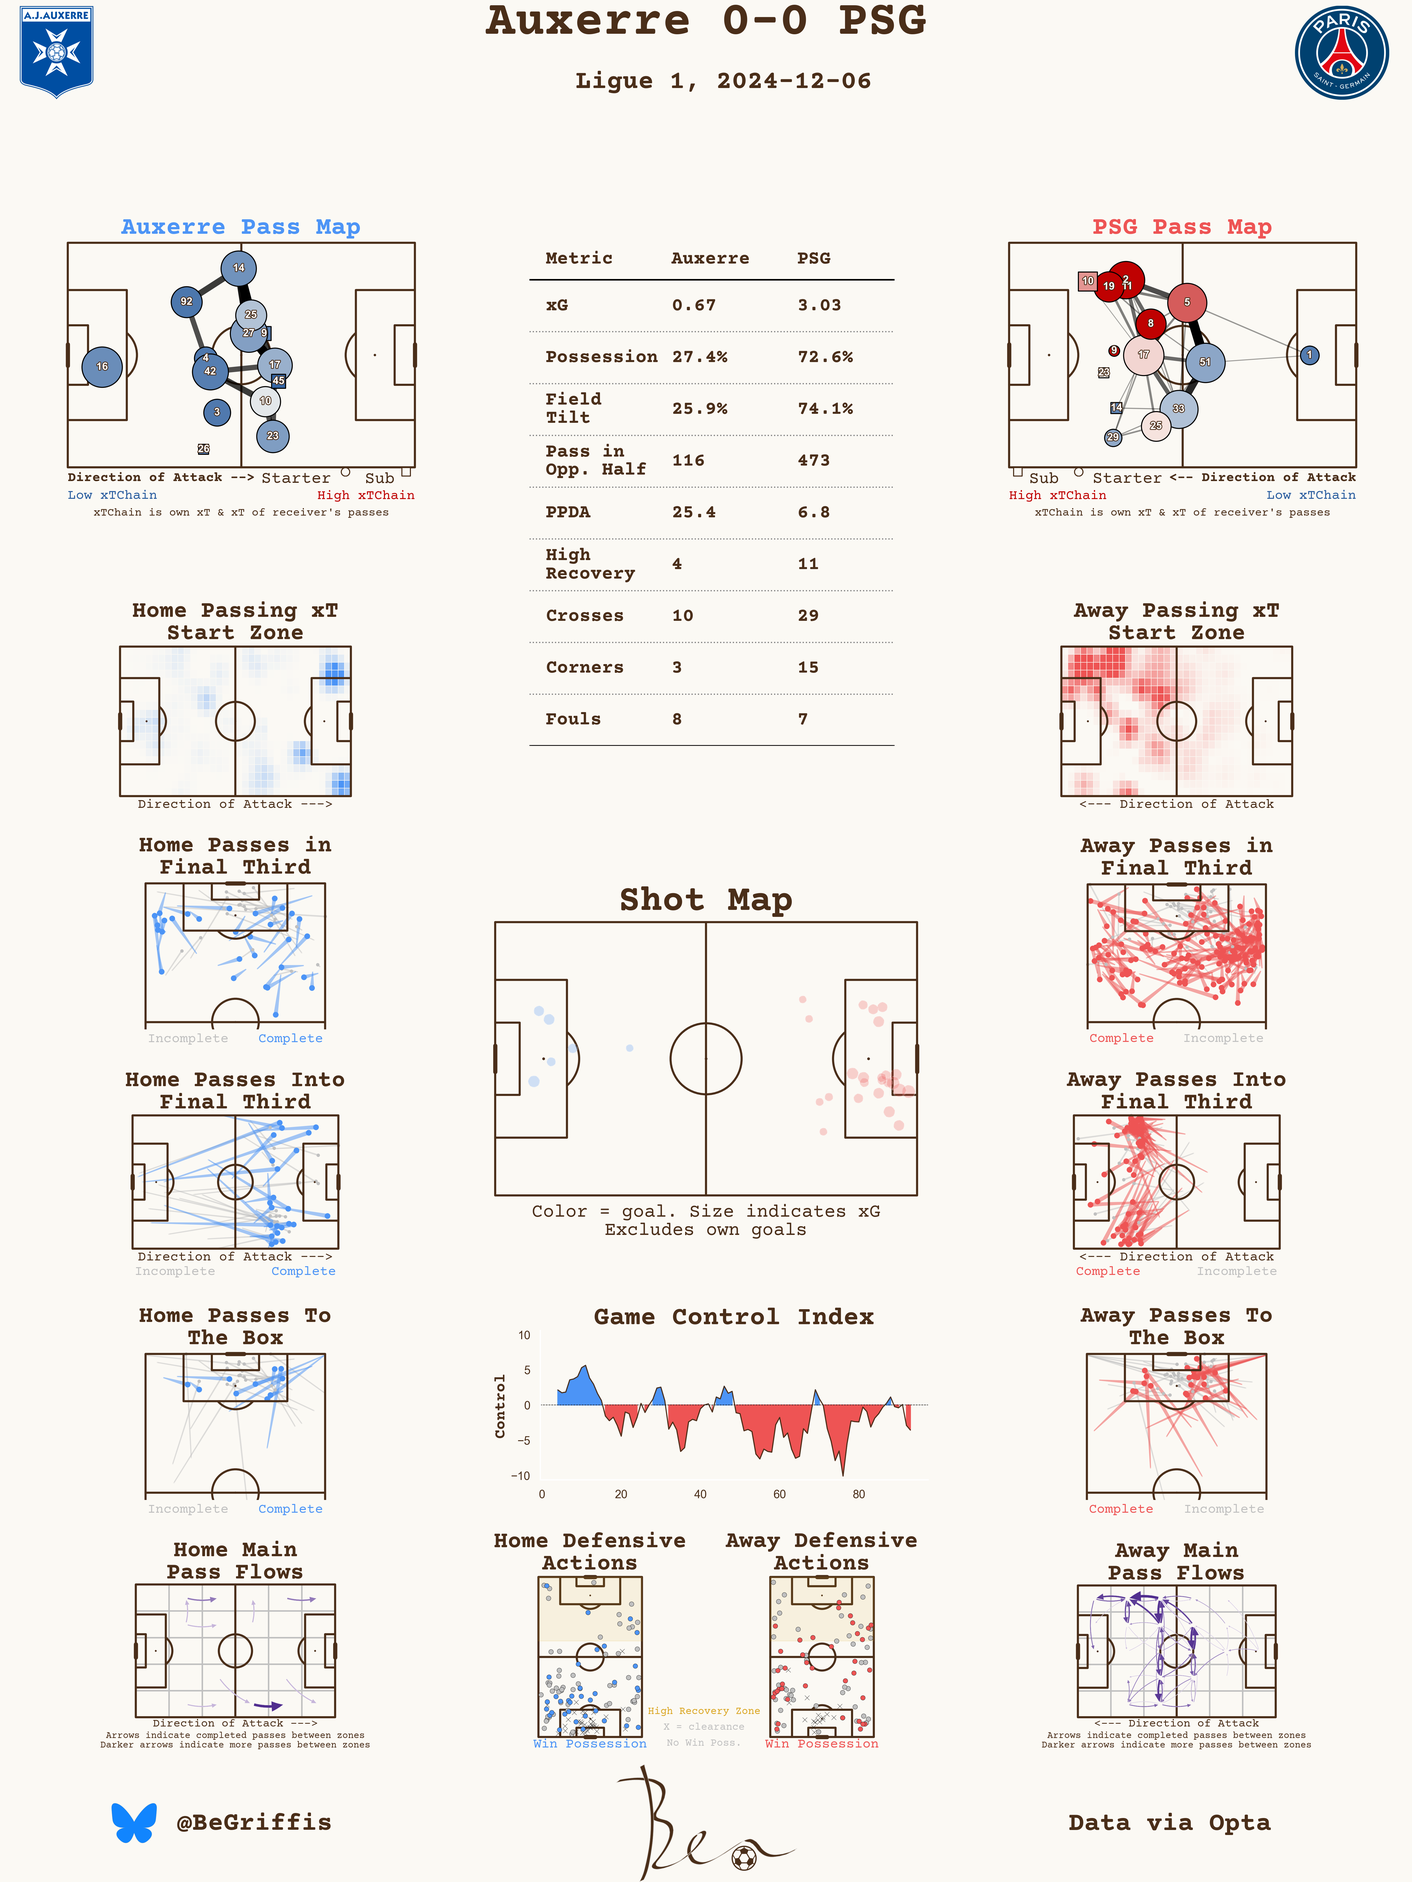 Auxerre 0-0 PSG
Ligue 1, 2024-12-06
A.J.AUXERRE
PARIS
SAINT-GERMAIN
Auxerre Pass Map
14
92
25
27
9
4
42
17
45
16
10
3
23
26
Direction of Attack --> Starter Sub
Low xTChain High xTChain
xTChain is own xT & xT of receiver's passes
Metric Auxerre PSG
xG 0.67 3.03
Possession 27.4% 72.6%
Field
Tilt 25.9% 74.1%
Pass in
Opp. Half 116 473
PPDA 25.4 6.8
High
Recovery 4 11
Crosses 10 29
Corners 3 15
Fouls 8 7
PSG Pass Map
10
19
2
11
5
8
9
17
51
1
23
14
33
25
29
Sub Starter <-- Direction of Attack
High xTChain Low xTChain
xTChain is own xT & xT of receiver's passes
Home Passing xT
Start Zone
Direction of Attack --->
Away Passing xT
Start Zone
<--- Direction of Attack
Home Passes in
Final Third
Incomplete Complete
Away Passes in
Final Third
Complete Incomplete
Shot Map
Color = goal. Size indicates xG
Excludes own goals
Home Passes Into
Final Third
Direction of Attack --->
Incomplete Complete
Away Passes Into
Final Third
<--- Direction of Attack
Complete Incomplete
Home Passes To
The Box
Incomplete Complete
Game Control Index
Control
10
5
0
−5
−10
0 20 40 60 80
Away Passes To
The Box
Complete Incomplete
Home Main
Pass Flows
Direction of Attack --->
Arrows indicate completed passes between zones
Darker arrows indicate more passes between zones
Home Defensive
Actions
Win Possession
Away Defensive
Actions
Win Possession
High Recovery Zone
X = clearance
No Win Poss.
Away Main
Pass Flows
<--- Direction of Attack
Arrows indicate completed passes between zones
Darker arrows indicate more passes between zones
@BeGriffis
Ben
Data via Opta